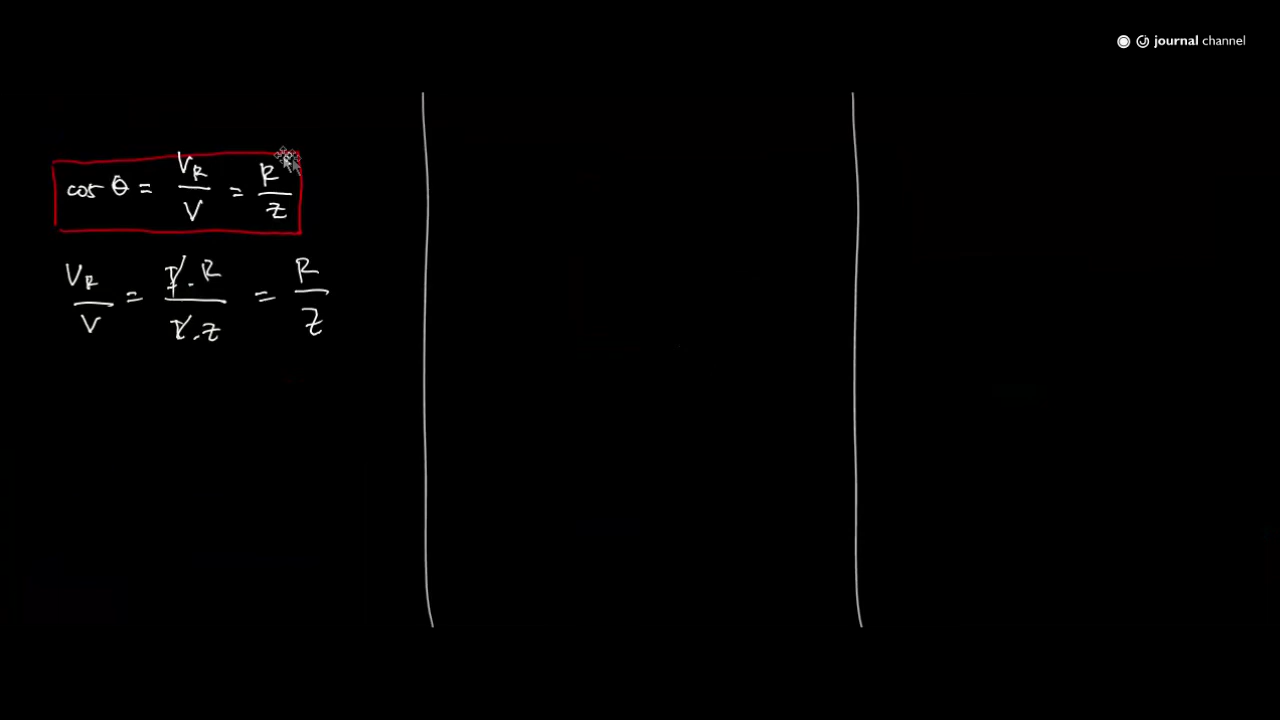 journal channel
cos θ = V_R / V = R / Z
V_R / V = I . R / I . Z = R / Z